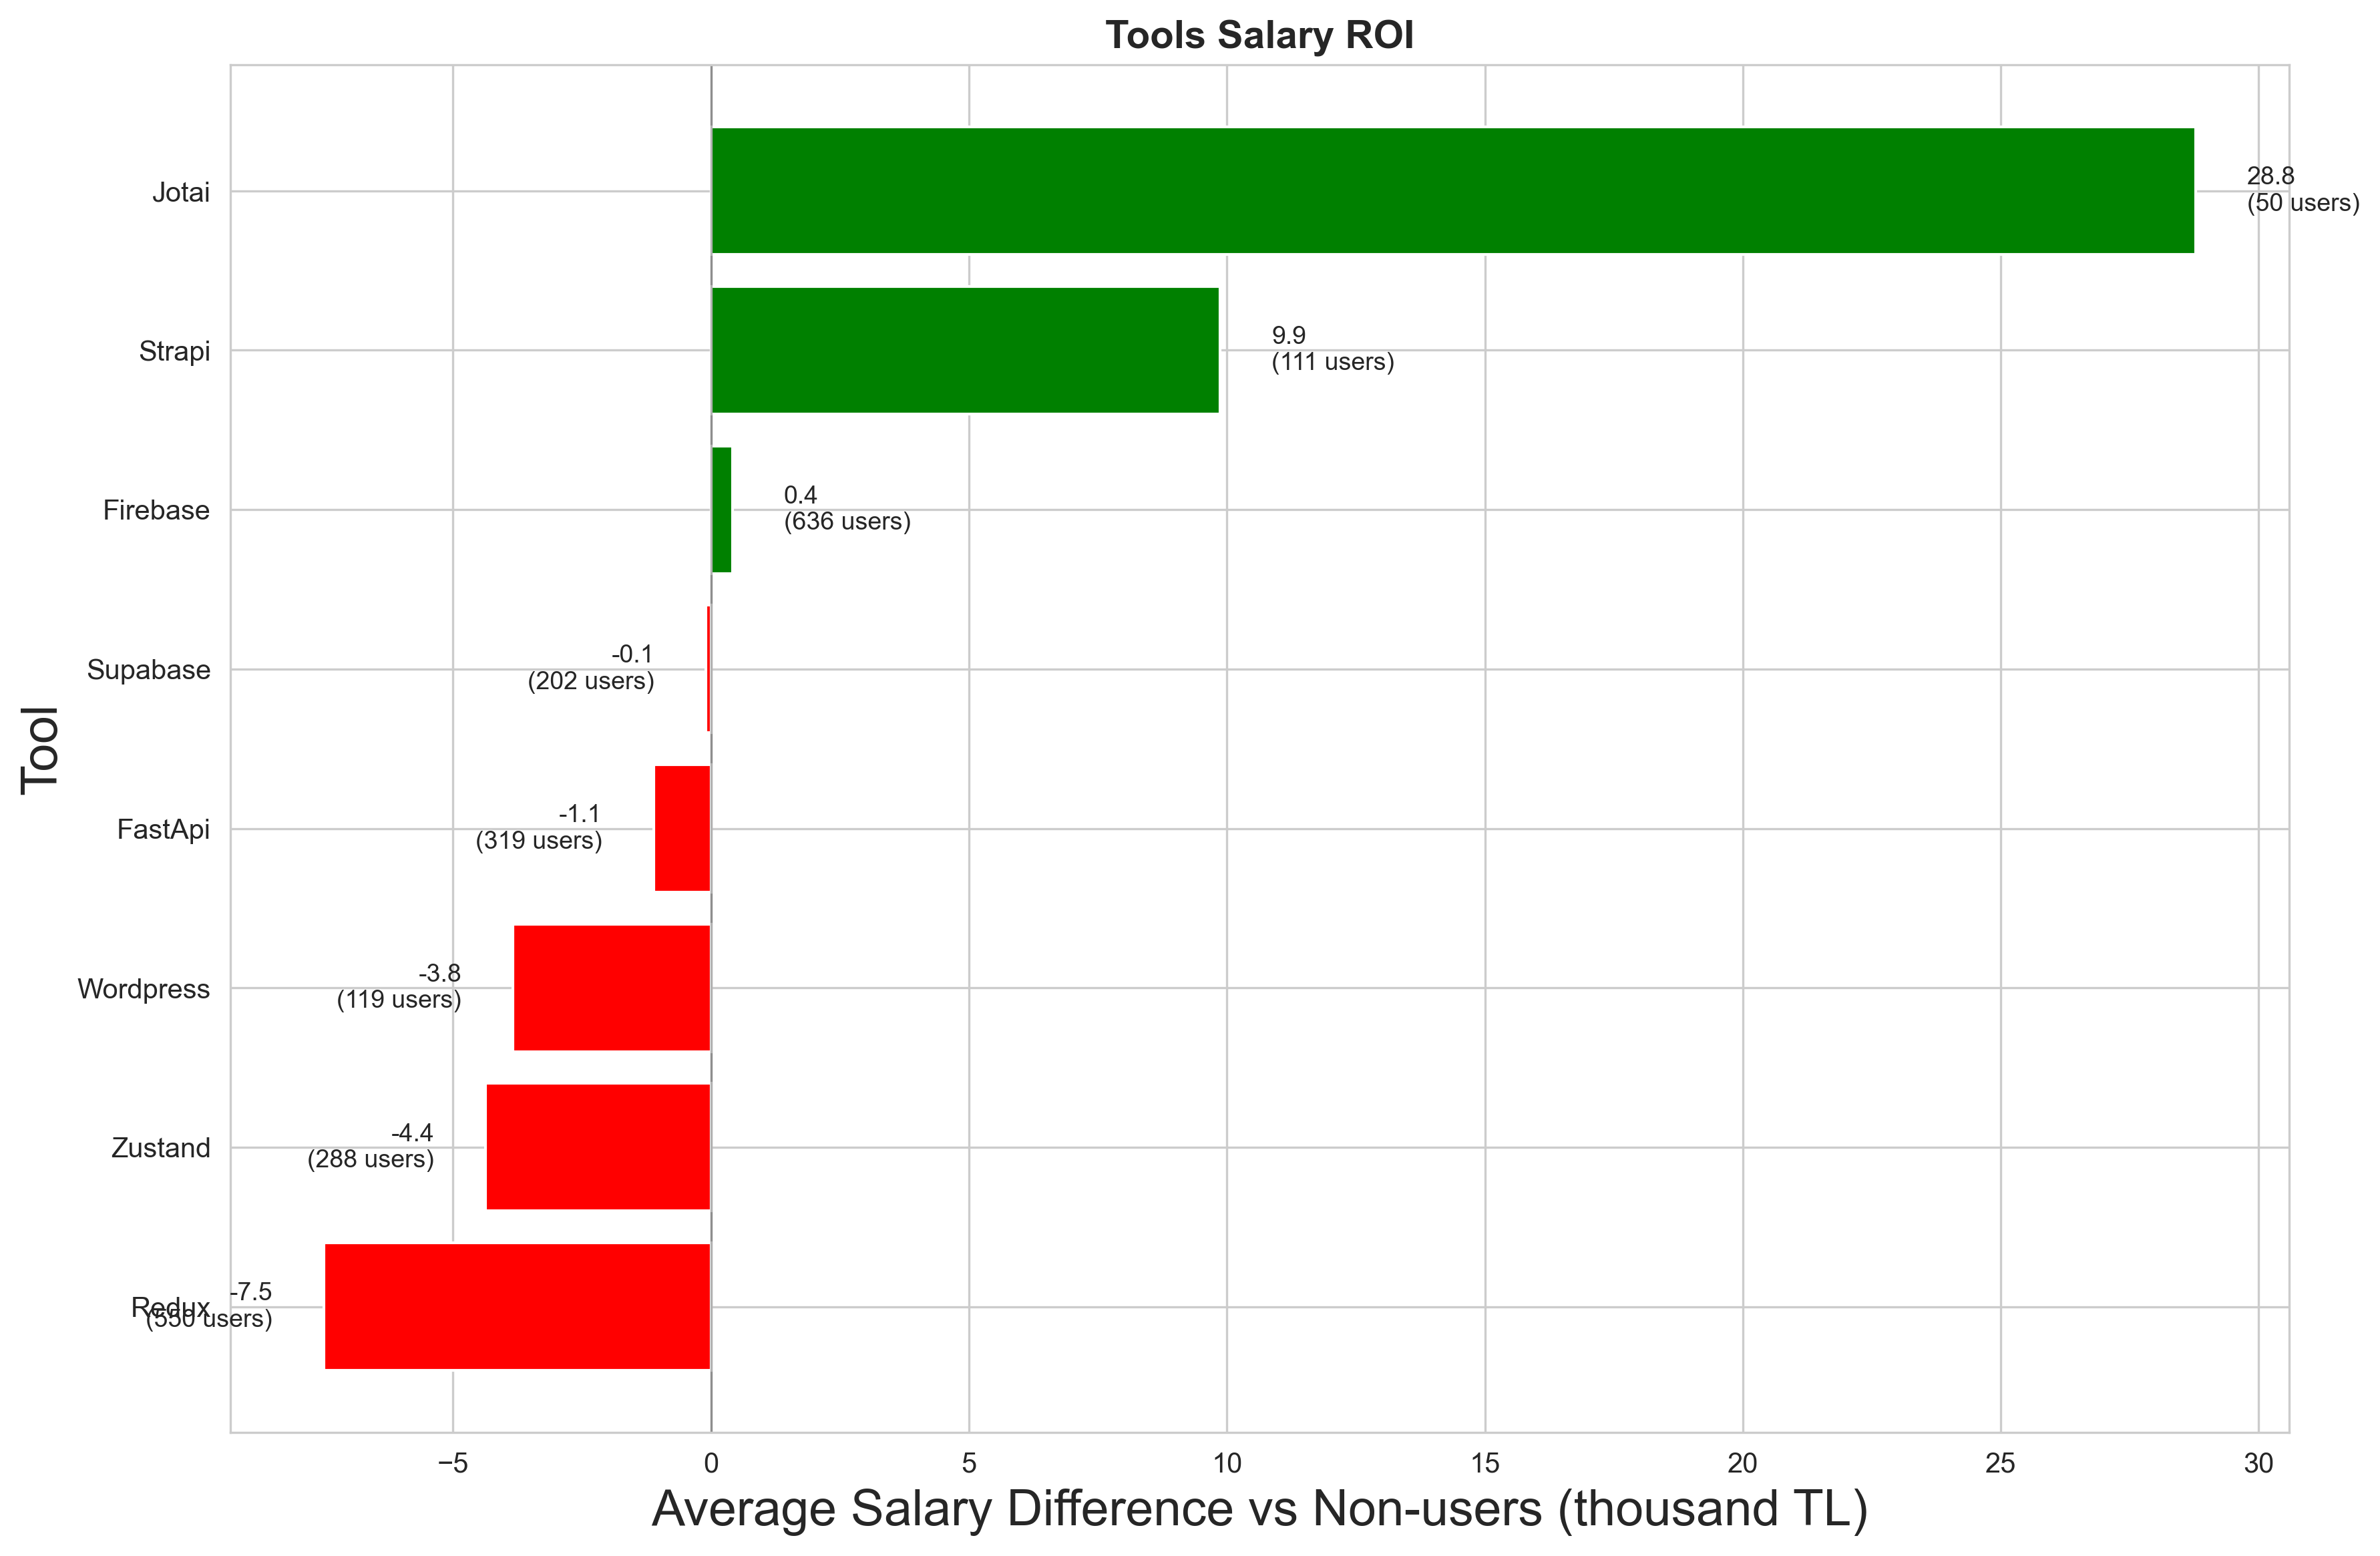 Tools Salary ROI
Tool
Jotai
28.8
(50 users)
Strapi
9.9
(111 users)
Firebase
0.4
(636 users)
Supabase
-0.1
(202 users)
FastApi
-1.1
(319 users)
Wordpress
-3.8
(119 users)
Zustand
-4.4
(288 users)
Redux
-7.5
(550 users)
−5 0 5 10 15 20 25 30
Average Salary Difference vs Non-users (thousand TL)